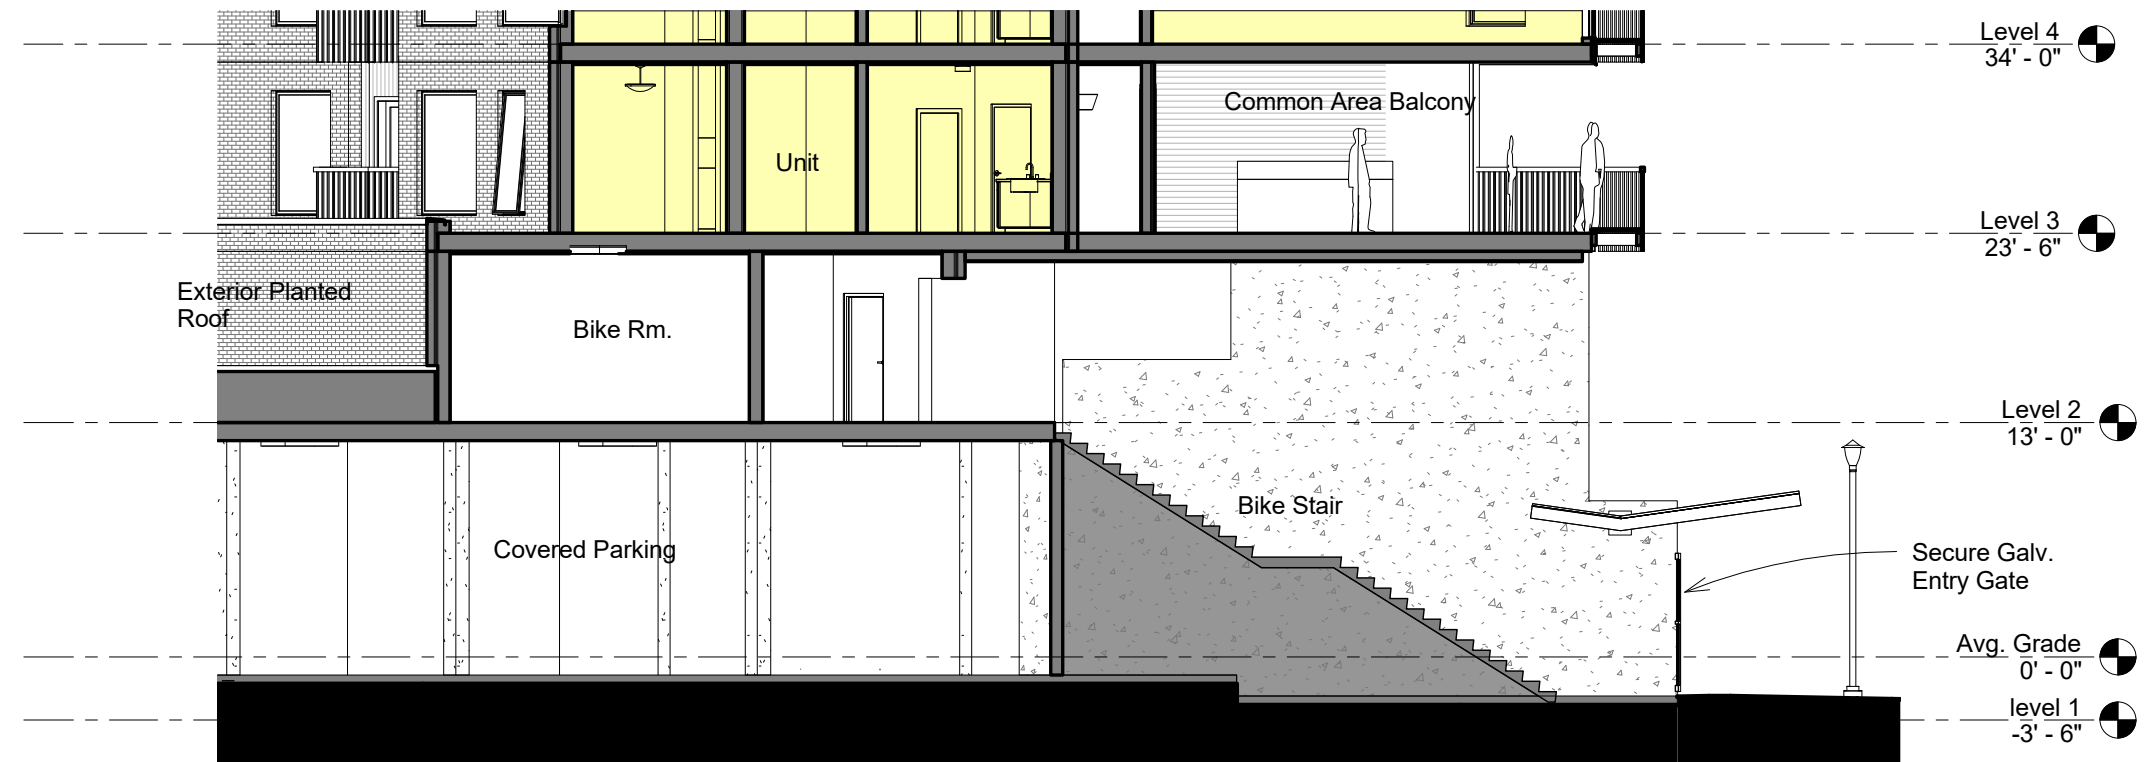 Level 4
34' - 0"
Common Area Balcony
Unit
Level 3
23' - 6"
Exterior Planted
Roof
Bike Rm.
Level 2
13' - 0"
Bike Stair
Covered Parking
Secure Galv.
Entry Gate
Avg. Grade
0' - 0"
level 1
-3' - 6"